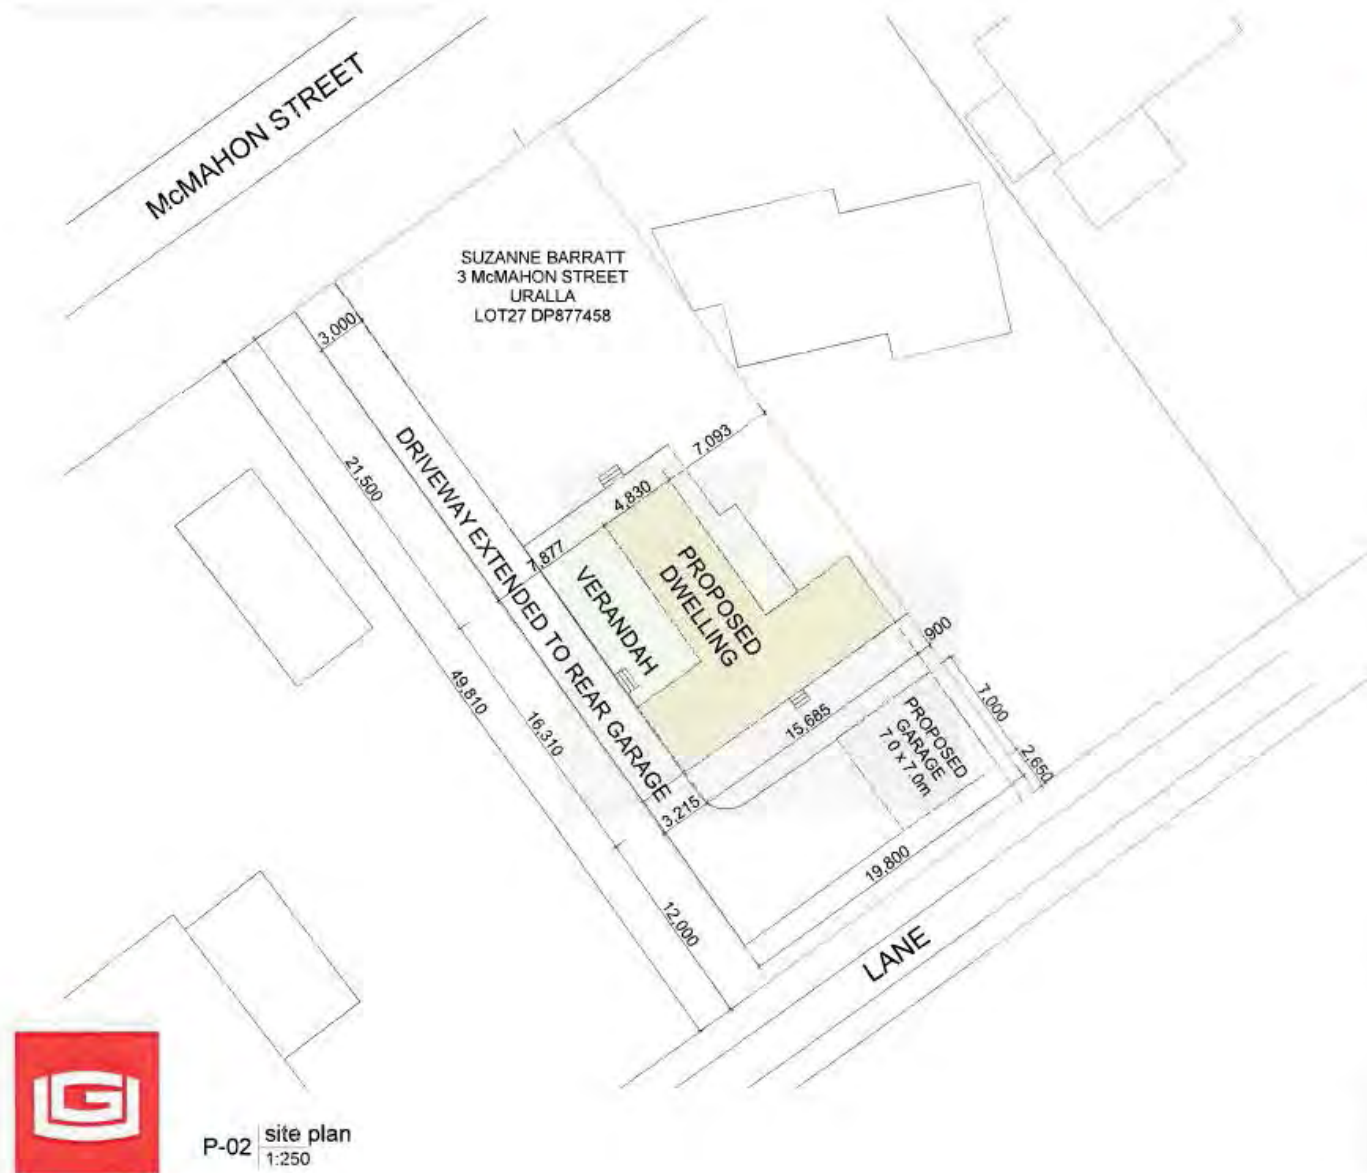 McMAHON STREET
SUZANNE BARRATT
3 McMAHON STREET
URALLA
LOT27 DP877458
3,000
7,093
DRIVEWAY EXTENDED TO REAR GARAGE
21,500
4,830
7,877
VERANDAH
PROPOSED
DWELLING
.900
49,810
16,310
15,685
7,000
PROPOSED
GARAGE
7.0 x 7.0m
2,650
3,215
19,800
12,000
LANE
G
P-02
site plan
1:250